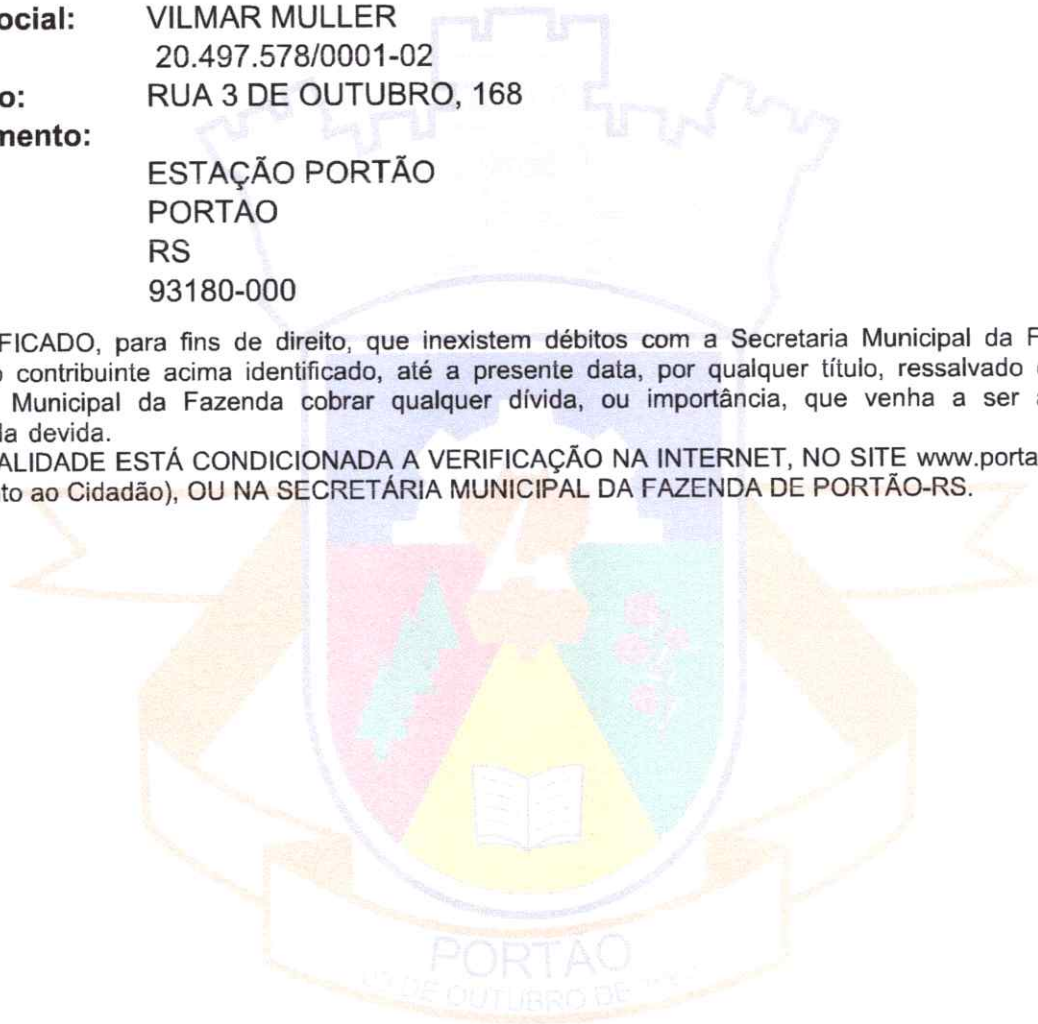 ocial: VILMAR MULLER
20.497.578/0001-02
o: RUA 3 DE OUTUBRO, 168
mento:
ESTAÇÃO PORTÃO
PORTAO
RS
93180-000
FICADO, para fins de direito, que inexistem débitos com a Secretaria Municipal da F
o contribuinte acima identificado, até a presente data, por qualquer título, ressalvado
Municipal da Fazenda cobrar qualquer dívida, ou importância, que venha a ser a
da devida.
ALIDADE ESTÁ CONDICIONADA A VERIFICAÇÃO NA INTERNET, NO SITE www.porta
to ao Cidadão), OU NA SECRETÁRIA MUNICIPAL DA FAZENDA DE PORTÃO-RS.
PORTAO
DE OUTUBRO DE